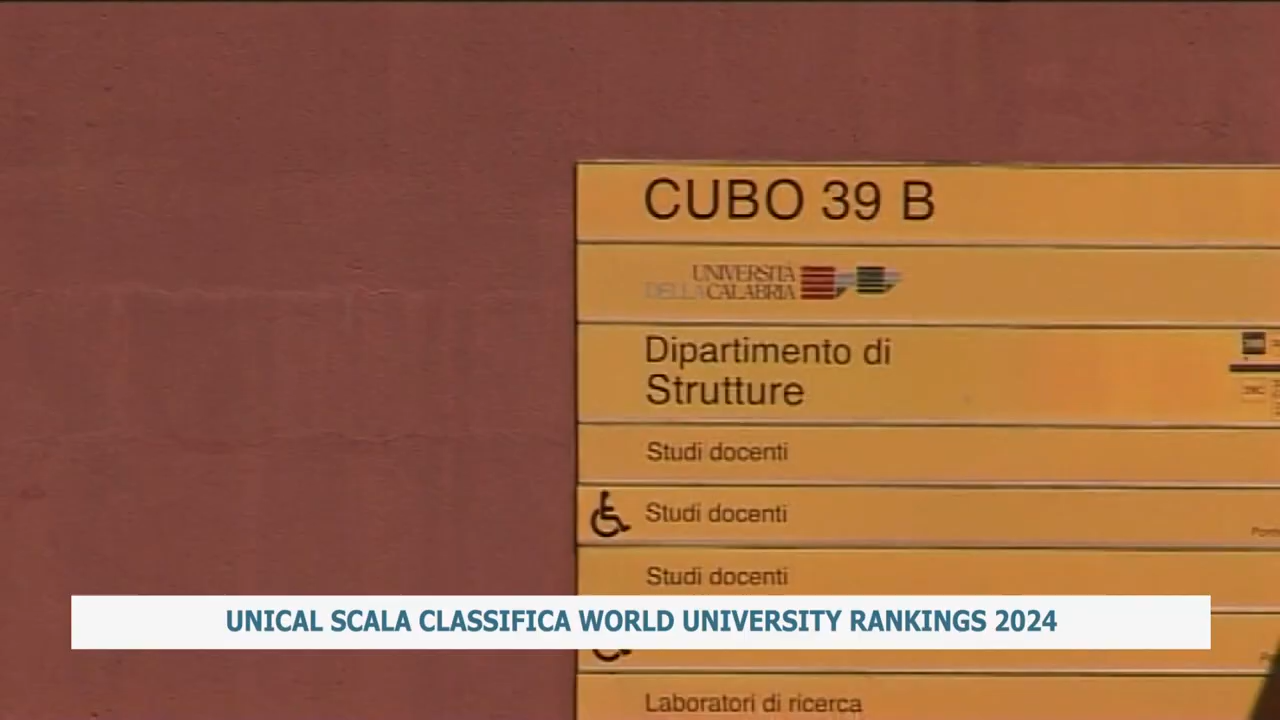 CUBO 39 B
UNIVERSITÀ
DELLA CALABRIA
Dipartimento di
Strutture
Studi docenti
Studi docenti
Studi docenti
UNICAL SCALA CLASSIFICA WORLD UNIVERSITY RANKINGS 2024
Laboratori di ricerca